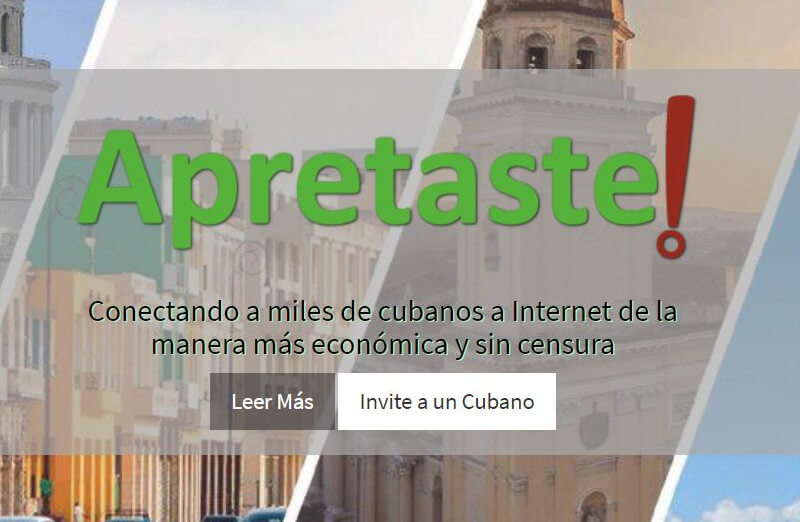 Apretaste!
Conectando a miles de cubanos a Internet de la
manera más económica y sin censura
Leer Más
Invite a un Cubano